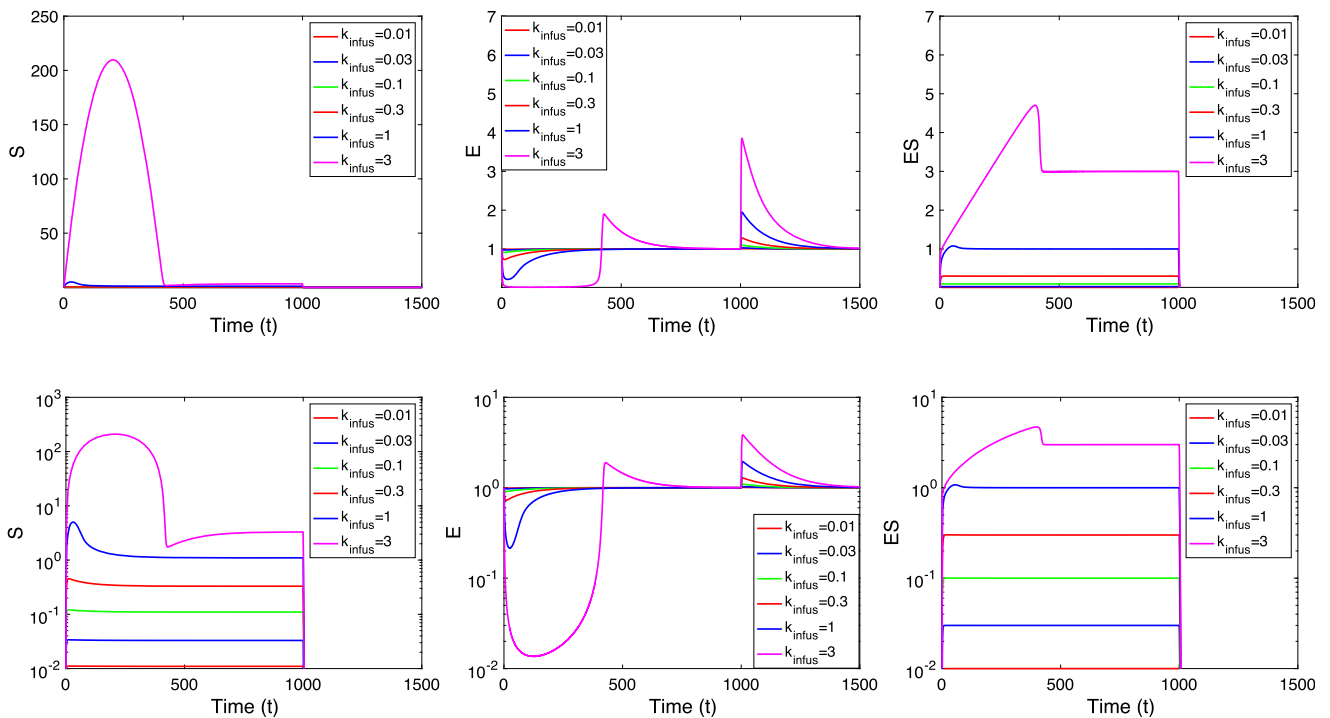 250
200
150
100
50
S
0
500
1000
1500
Time (t)
k_infus=0.01
k_infus=0.03
k_infus=0.1
k_infus=0.3
k_infus=1
k_infus=3
7
6
5
4
3
2
1
E
0
500
1000
1500
Time (t)
k_infus=0.01
k_infus=0.03
k_infus=0.1
k_infus=0.3
k_infus=1
k_infus=3
7
6
5
4
3
2
1
ES
0
500
1000
1500
Time (t)
k_infus=0.01
k_infus=0.03
k_infus=0.1
k_infus=0.3
k_infus=1
k_infus=3
10^3
10^2
10^1
10^0
10^-1
10^-2
S
0
500
1000
1500
Time (t)
k_infus=0.01
k_infus=0.03
k_infus=0.1
k_infus=0.3
k_infus=1
k_infus=3
10^1
10^0
10^-1
10^-2
E
0
500
1000
1500
Time (t)
k_infus=0.01
k_infus=0.03
k_infus=0.1
k_infus=0.3
k_infus=1
k_infus=3
10^1
10^0
10^-1
10^-2
ES
0
500
1000
1500
Time (t)
k_infus=0.01
k_infus=0.03
k_infus=0.1
k_infus=0.3
k_infus=1
k_infus=3